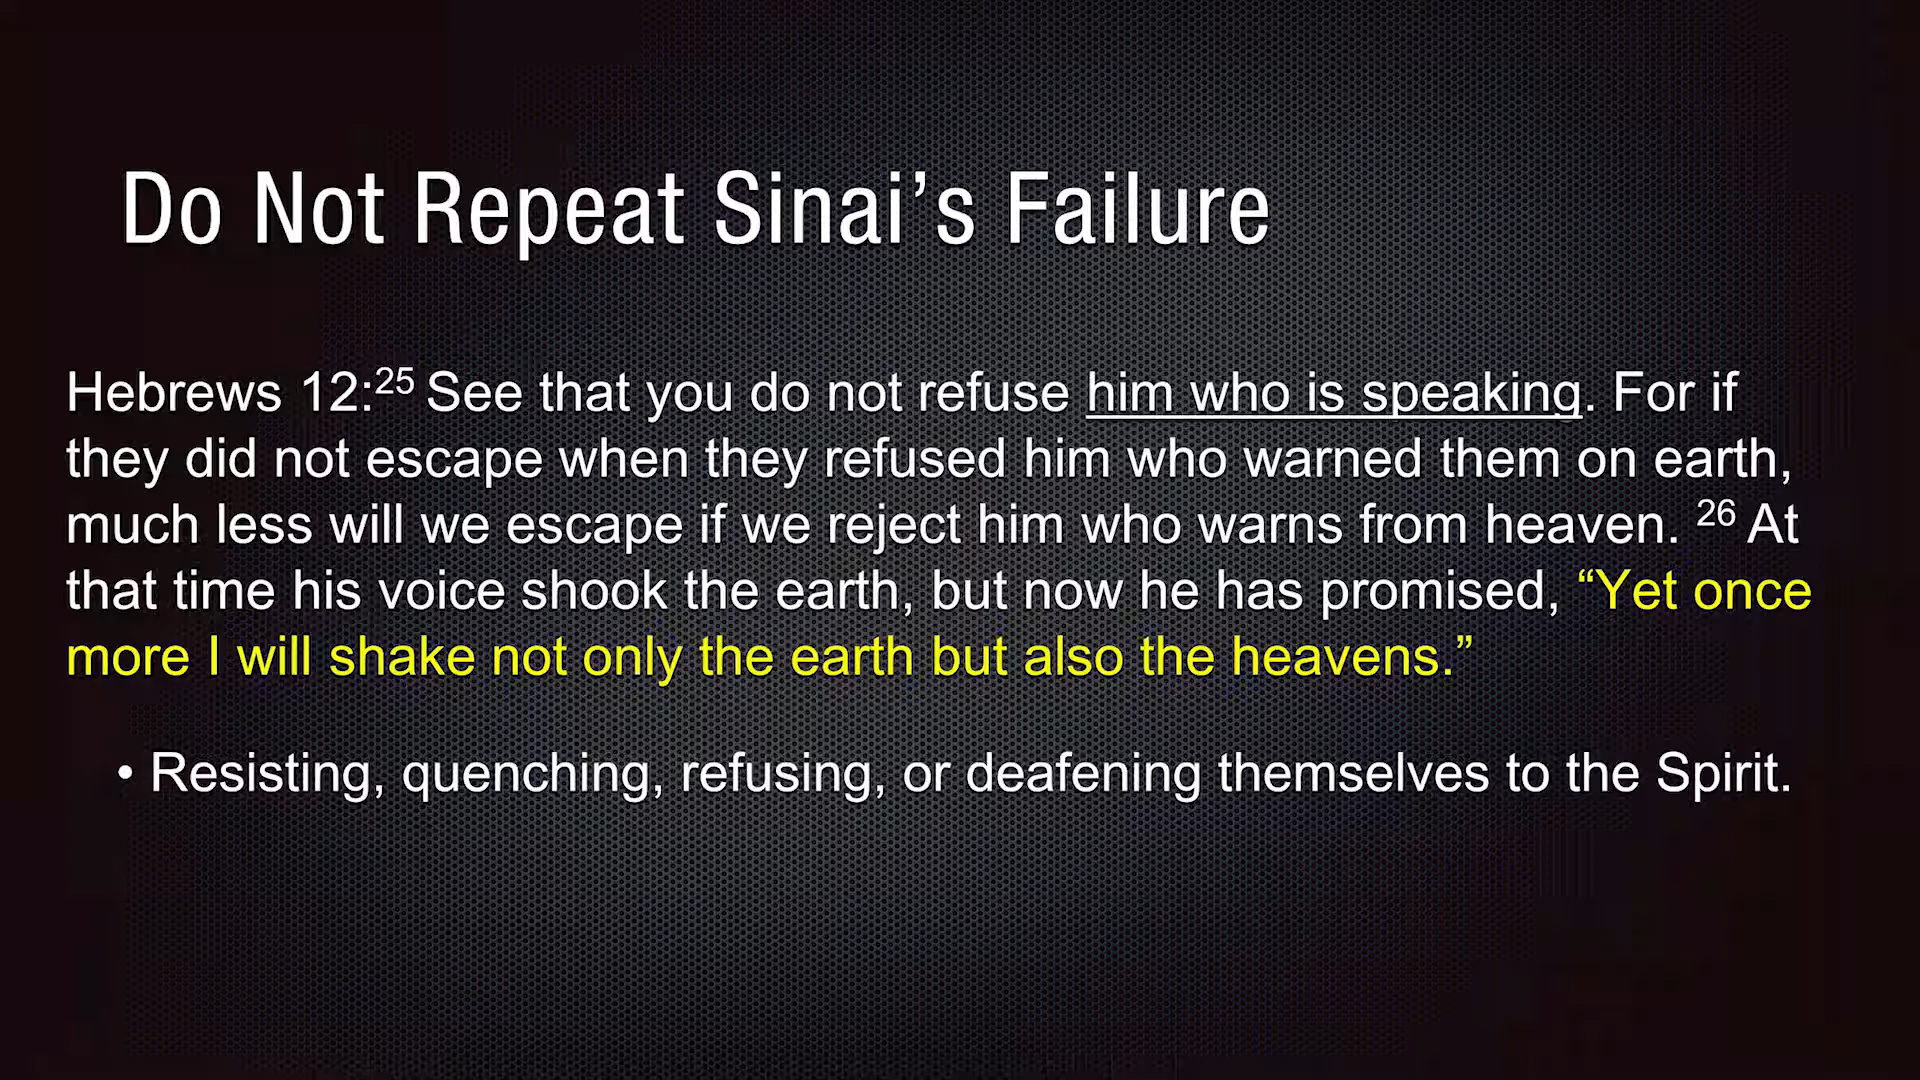 Do Not Repeat Sinai’s Failure
Hebrews 12:25 See that you do not refuse him who is speaking. For if
they did not escape when they refused him who warned them on earth,
much less will we escape if we reject him who warns from heaven. 26 At
that time his voice shook the earth, but now he has promised, “Yet once
more I will shake not only the earth but also the heavens.”
• Resisting, quenching, refusing, or deafening themselves to the Spirit.